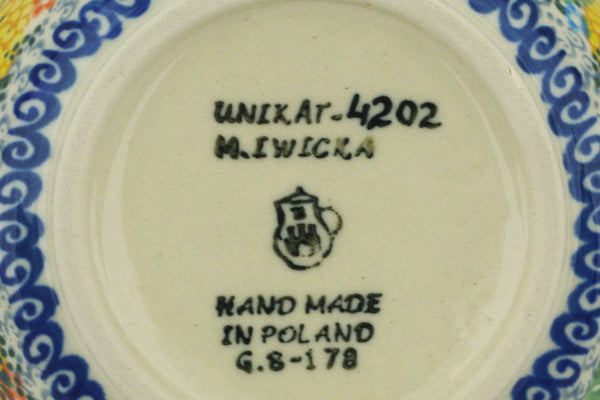 UNIKAT-4202
M.IWICKA
HAND MADE
IN POLAND
G.8-178